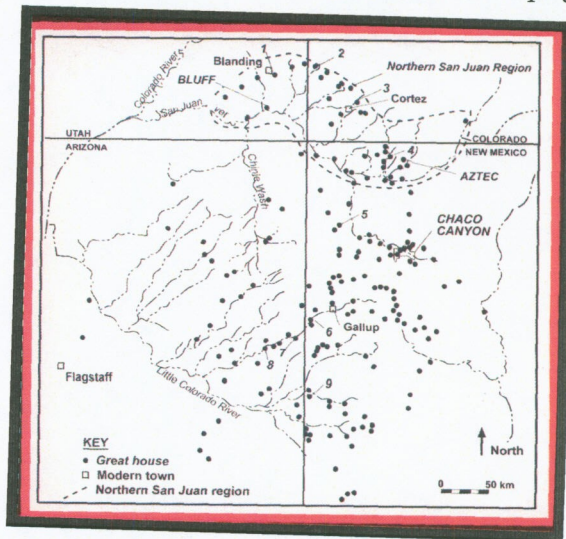 1
2
Blanding
Northern San Juan Region
Colorado River
BLUFF
3
Cortez
San Juan
UTAH
ARIZONA
COLORADO
NEW MEXICO
4
AZTEC
Chinle Wash
5
CHACO
CANYON
6
Gallup
7
8
Flagstaff
Little Colorado River
9
KEY
Great house
Modern town
Northern San Juan region
North
0 50 km